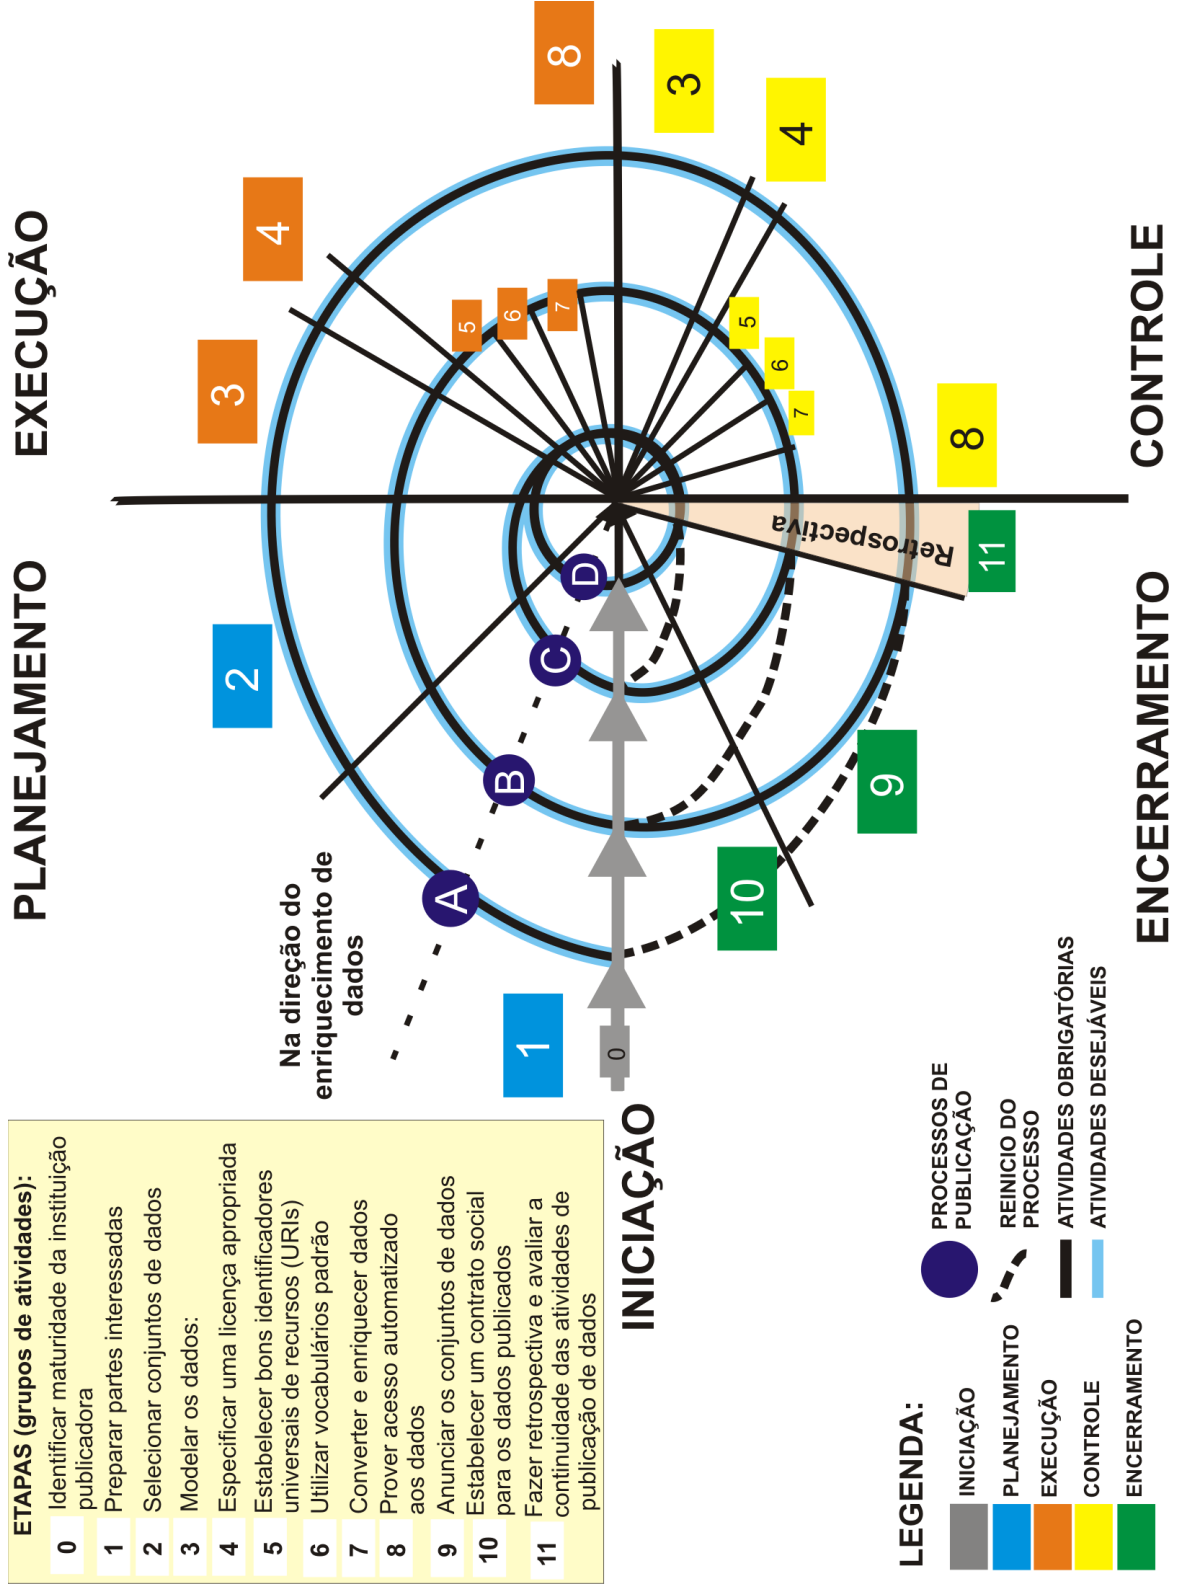 ETAPAS (grupos de atividades):
0 Identificar maturidade da instituição
publicadora
1 Preparar partes interessadas
2 Selecionar conjuntos de dados
3 Modelar os dados:
4 Especificar uma licença apropriada
5 Estabelecer bons identificadores
universais de recursos (URIs)
6 Utilizar vocabulários padrão
7 Converter e enriquecer dados
8 Prover acesso automatizado
aos dados
9 Anunciar os conjuntos de dados
10 Estabelecer um contrato social
para os dados publicados
11 Fazer retrospectiva e avaliar a
continuidade das atividades de
publicação de dados
PLANEJAMENTO
EXECUÇÃO
Na direção do
enriquecimento de
dados
1
2
3
4
8
5
6
7
A
B
C
D
0
INICIAÇÃO
3
4
5
6
7
8
Retrospectiva
11
9
10
ENCERRAMENTO
CONTROLE
LEGENDA:
INICIAÇÃO
PLANEJAMENTO
EXECUÇÃO
CONTROLE
ENCERRAMENTO
PROCESSOS DE
PUBLICAÇÃO
REINICIO DO
PROCESSO
ATIVIDADES OBRIGATÓRIAS
ATIVIDADES DESEJÁVEIS